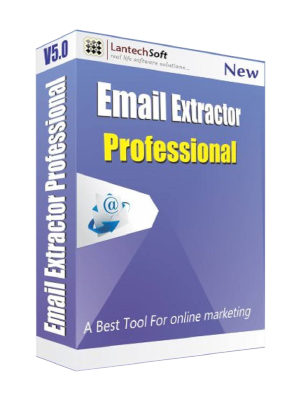 V5.0
Email Extractor Professional
LantechSoft
real life software solutions...
New
Email Extractor
Professional
@
A Best Tool For online marketing